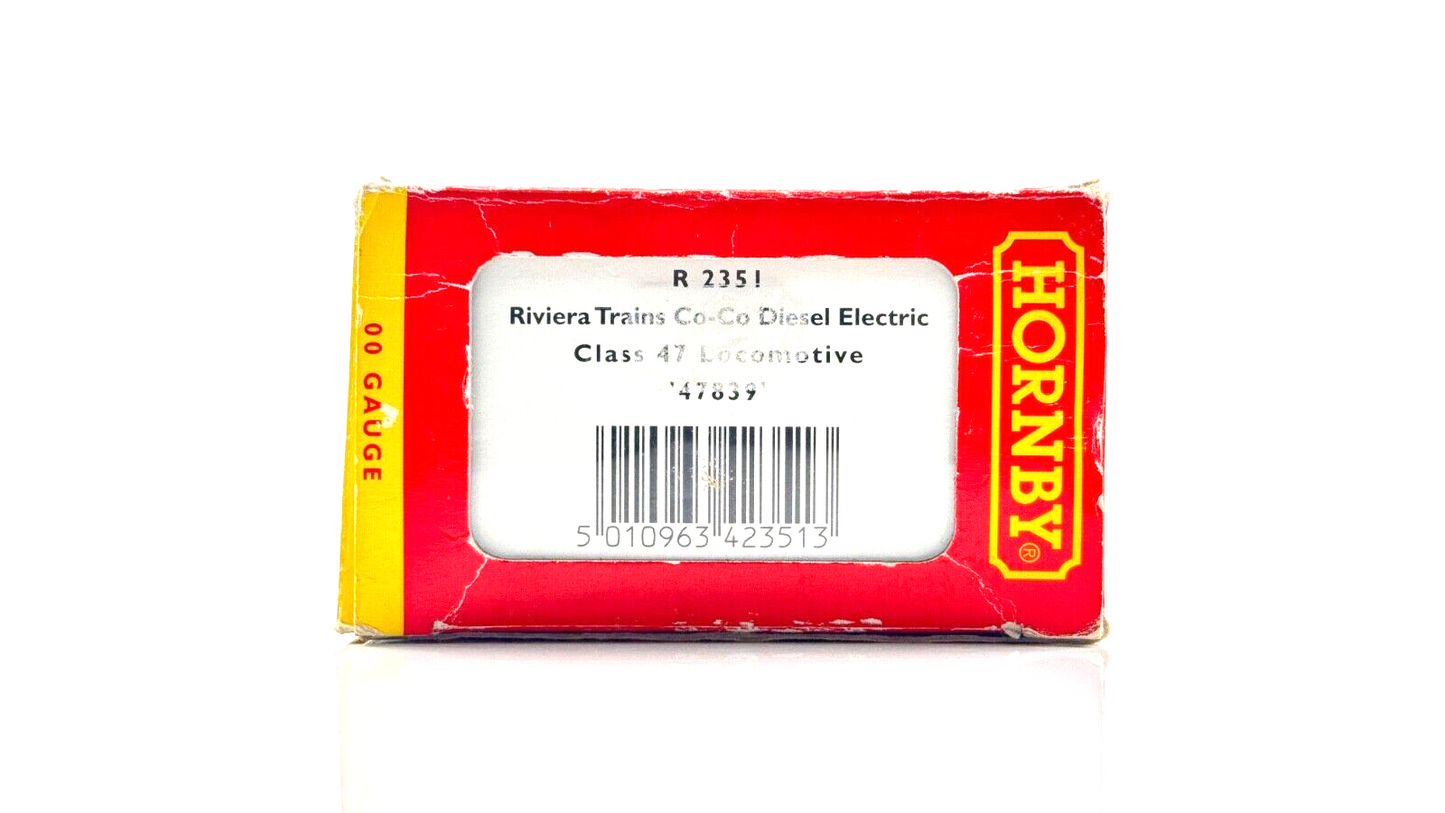 R 2351
Riviera Trains Co-Co Diesel Electric
Class 47 Locomotive
'47839'
5 010963 423513
00 GAUGE
HORNBY®